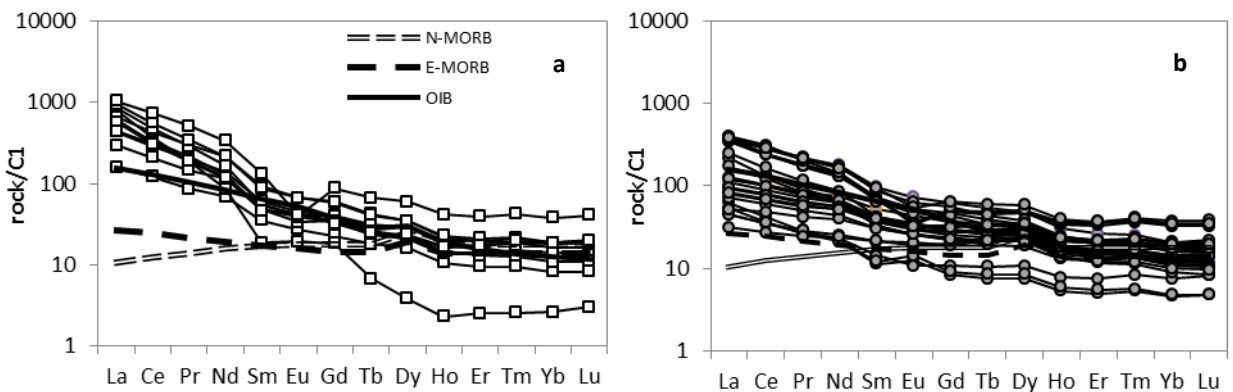 10000
1000
100
10
1
rock/C1
N-MORB
E-MORB
OIB
a
La Ce Pr Nd Sm Eu Gd Tb Dy Ho Er Tm Yb Lu
10000
1000
100
10
1
rock/C1
b
La Ce Pr Nd Sm Eu Gd Tb Dy Ho Er Tm Yb Lu